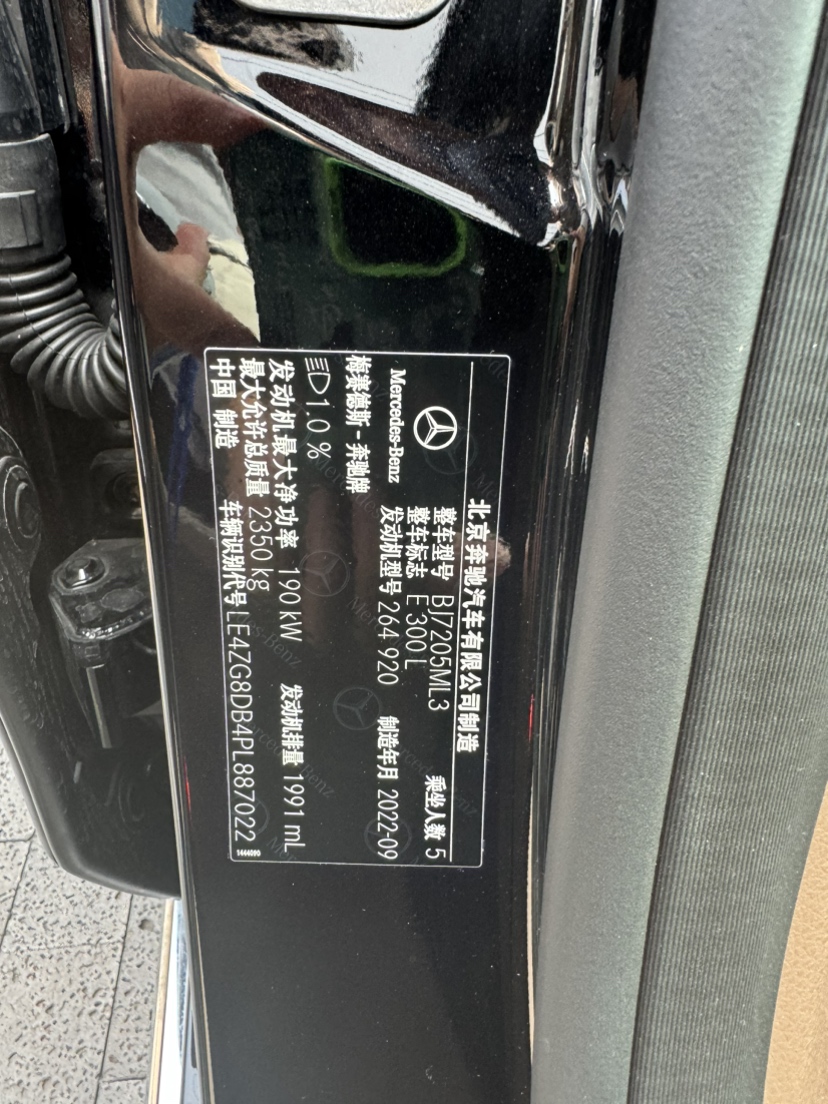 北京奔驰汽车有限公司制造
Mercedes-Benz
整车型号 BJ7205ML3 乘坐人数 5
整车标志 E 300 L
梅赛德斯-奔驰牌 发动机型号 264 920 制造年月 2022-09
1.0 %
发动机最大净功率 190 kW 发动机排量 1991 mL
最大允许总质量 2350 kg
中国 制造 车辆识别代号 LE4ZG8DB4PL887022